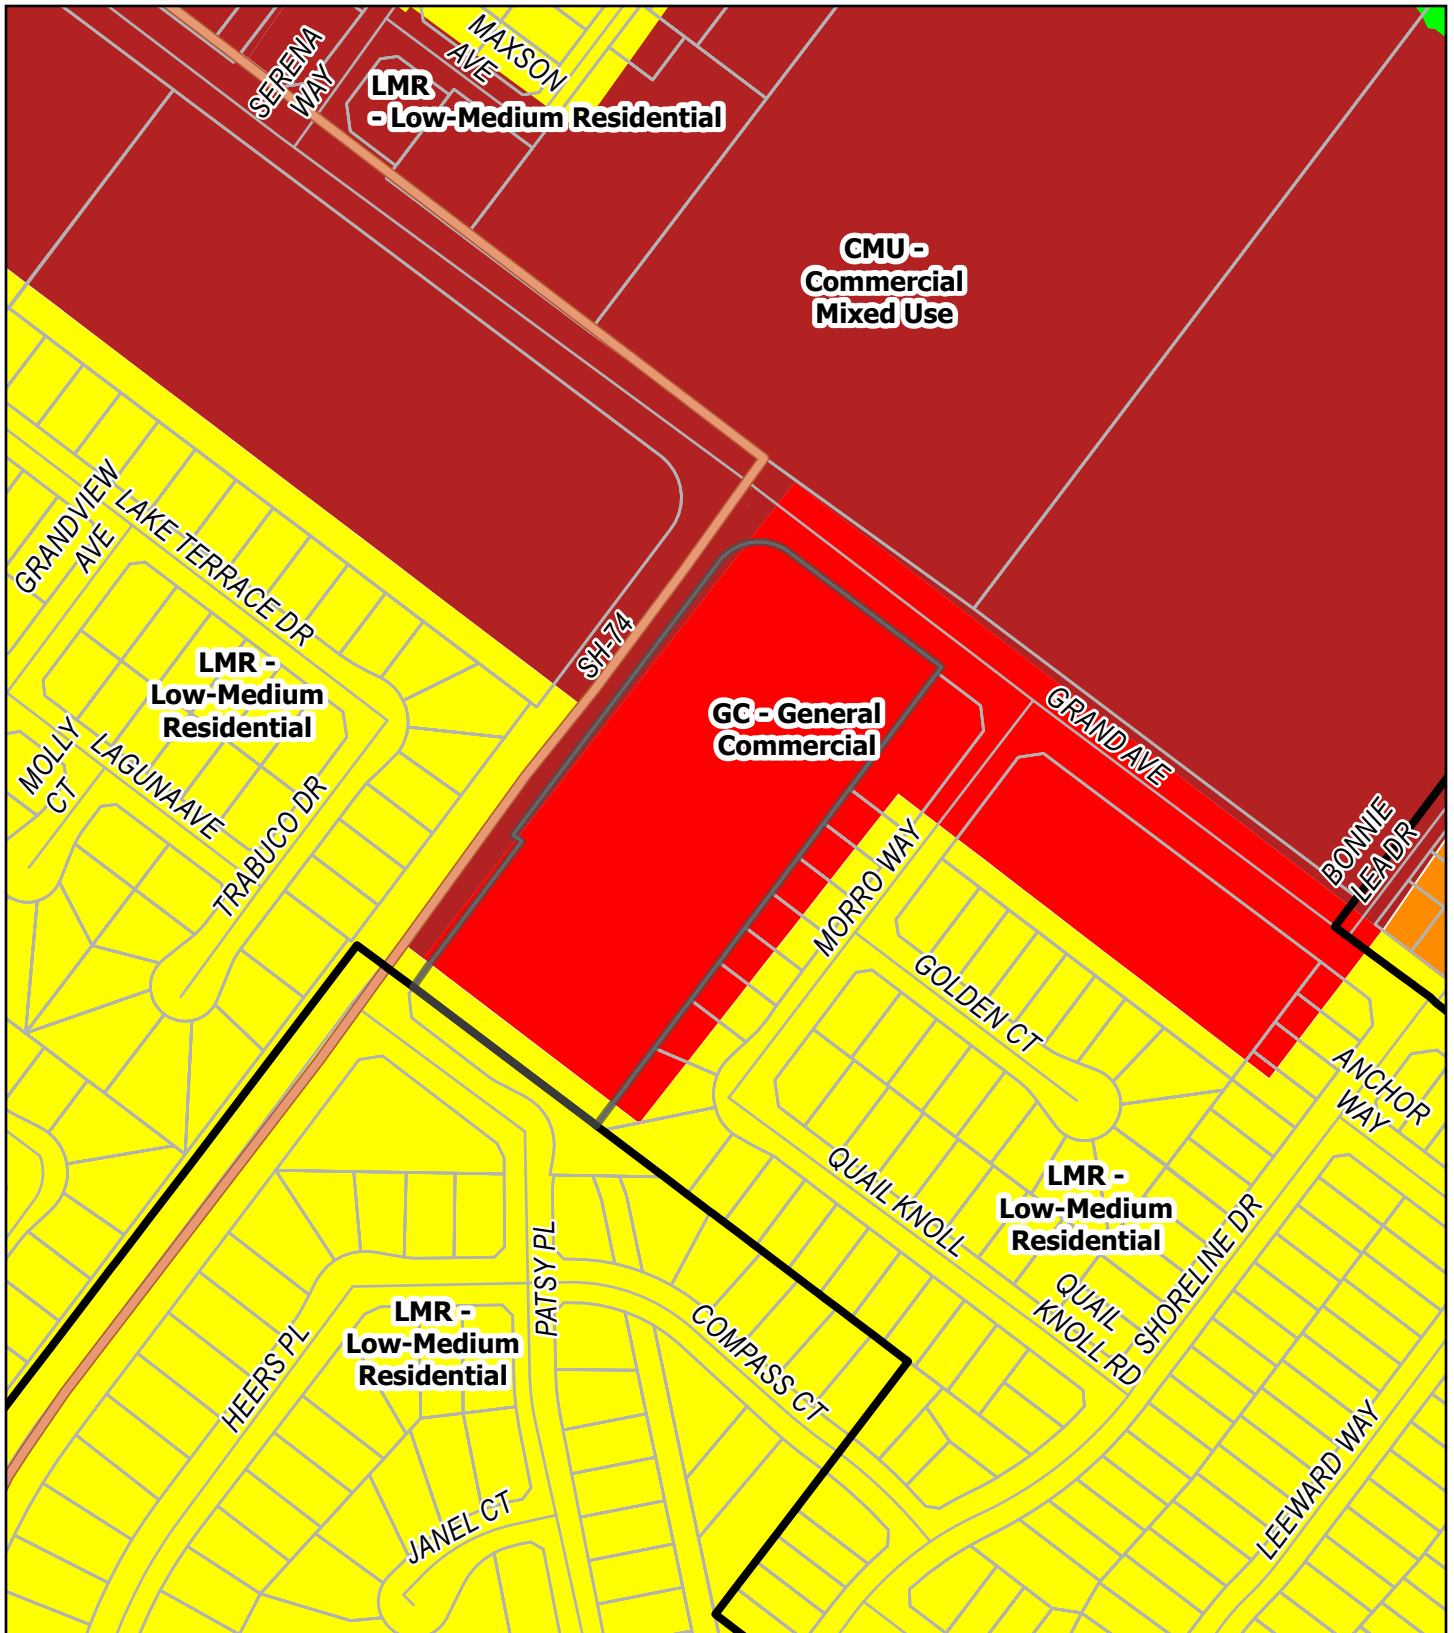 MAXSON
AVE
SERENA
WAY
LMR
- Low-Medium Residential
CMU -
Commercial
Mixed Use
GRANDVIEW
AVE
LAKE TERRACE DR
SH-74
LMR -
Low-Medium
Residential
GC - General
Commercial
GRAND AVE
MOLLY
CT
LAGUNA AVE
TRABUCO DR
BONNIE
LEA DR
MORRO WAY
GOLDEN CT
ANCHOR
WAY
QUAIL KNOLL
LMR -
Low-Medium
Residential
SHORELINE DR
QUAIL
KNOLL RD
PATSY PL
LMR -
Low-Medium
Residential
HEERS PL
COMPASS CT
LEEWARD WAY
JANEL CT